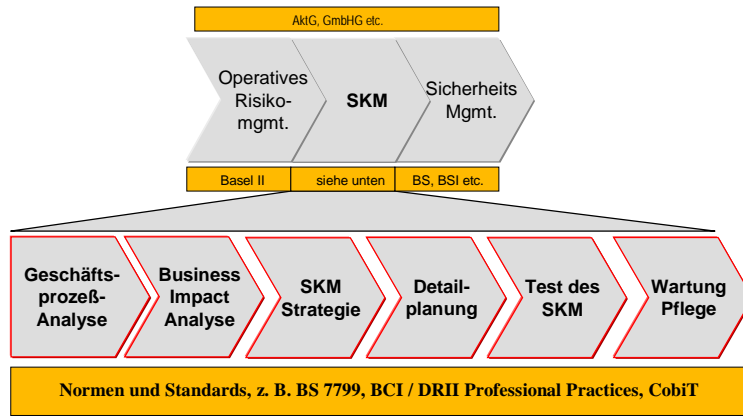 AktG, GmbHG etc.
Operatives
Risiko-
mgmt.
SKM
Sicherheits
Mgmt.
Basel II
siehe unten
BS, BSI etc.
Geschäfts-
prozeß-
Analyse
Business
Impact
Analyse
SKM
Strategie
Detail-
planung
Test des
SKM
Wartung
Pflege
Normen und Standards, z. B. BS 7799, BCI / DRII Professional Practices, CobiT